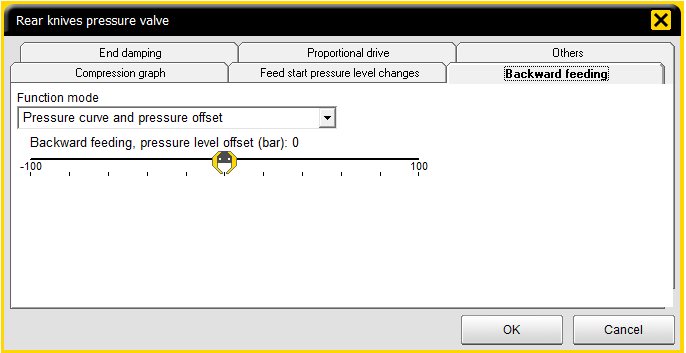 Rear knives pressure valve
End damping
Proportional drive
Others
Compression graph
Feed start pressure level changes
Backward feeding
Function mode
Pressure curve and pressure offset
Backward feeding, pressure level offset (bar): 0
-100
100
OK
Cancel